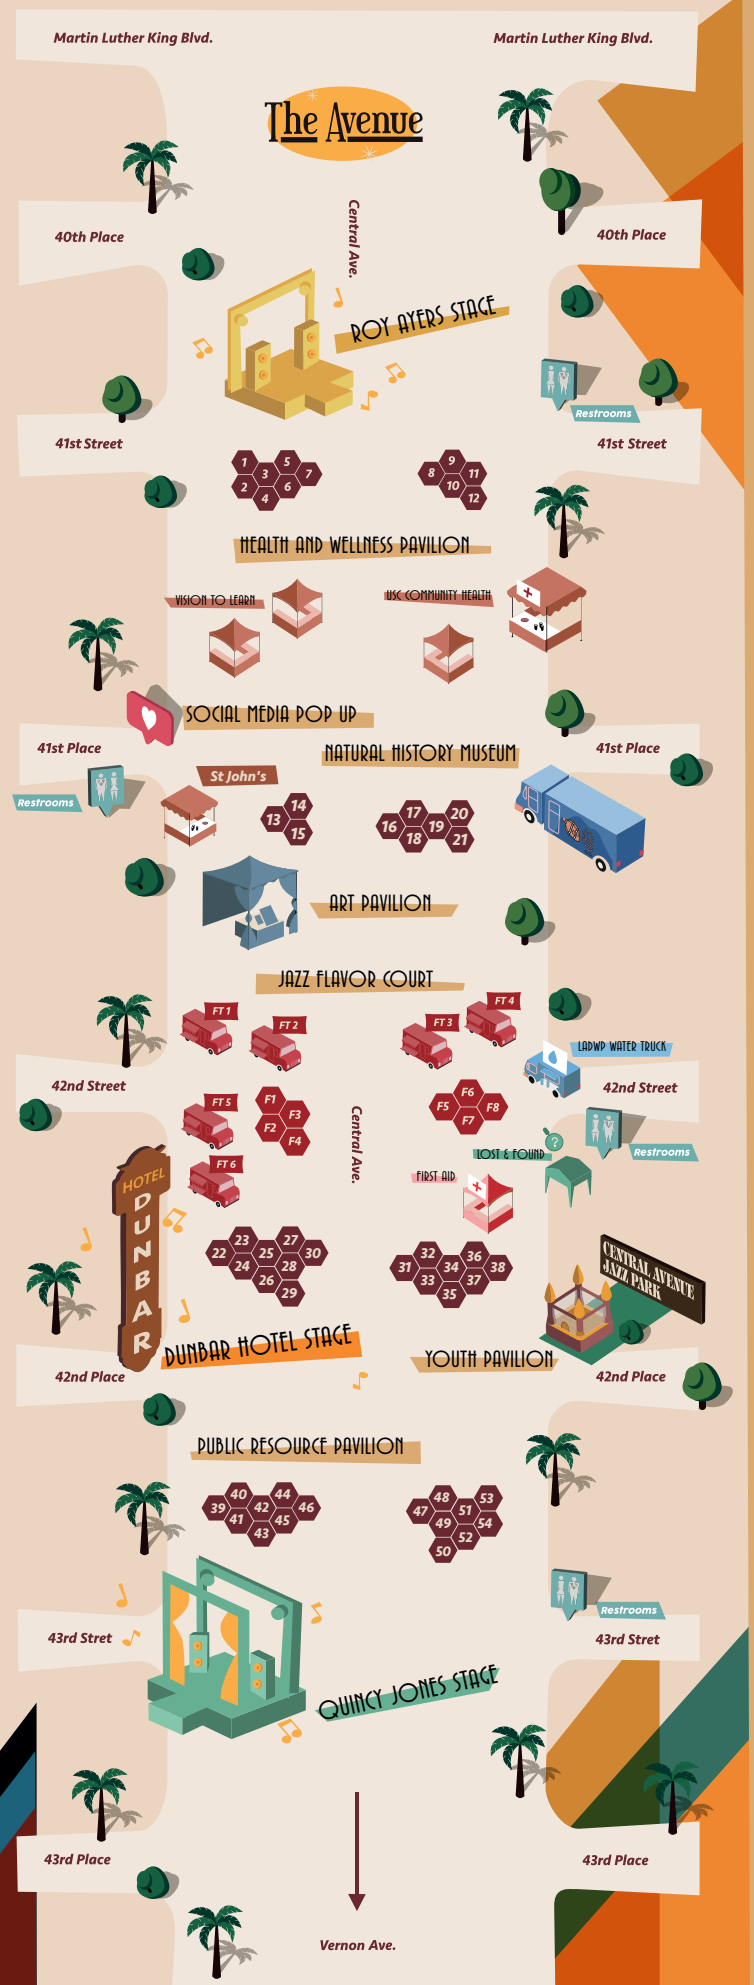 Martin Luther King Blvd.
Martin Luther King Blvd.
The Avenue
Central Ave.
40th Place
40th Place
ROY AYERS STAGE
Restrooms
41st Street
41st Street
1
5
2
3
6
7
4
9
8
11
10
12
HEALTH AND WELLNESS PAVILION
VISION TO LEARN
USC COMMUNITY HEALTH
SOCIAL MEDIA POP UP
41st Place
NATURAL HISTORY MUSEUM
41st Place
Restrooms
St John's
14
13
15
17
20
16
19
18
21
ART PAVILION
JAZZ FLAVOR COURT
FT 1
FT 2
FT 3
FT 4
LADWP WATER TRUCK
42nd Street
42nd Street
FT 5
F1
F3
F2
F4
Central Ave.
F6
F5
F8
F7
?
Restrooms
LOST & FOUND
FT 6
FIRST AID
HOTEL
DUNBAR
23
27
22
25
30
24
28
26
29
32
36
31
34
38
33
37
35
CENTRAL AVENUE
JAZZ PARK
DUNBAR HOTEL STAGE
YOUTH PAVILION
42nd Place
42nd Place
PUBLIC RESOURCE PAVILION
40
44
39
42
46
41
45
43
48
53
47
51
49
54
52
50
Restrooms
43rd Stret
43rd Stret
QUINCY JONES STAGE
43rd Place
43rd Place
Vernon Ave.